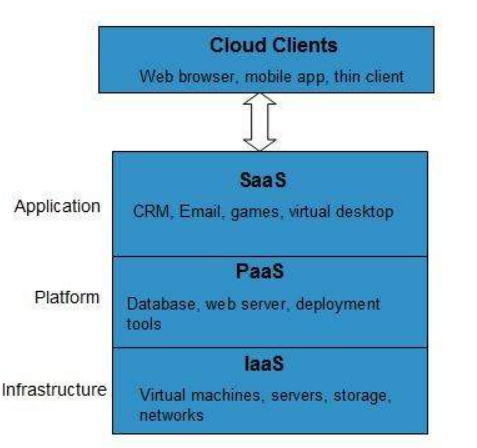 Cloud Clients
Web browser, mobile app, thin client
SaaS
Application
CRM, Email, games, virtual desktop
PaaS
Platform
Database, web server, deployment
tools
IaaS
Infrastructure
Virtual machines, servers, storage,
networks